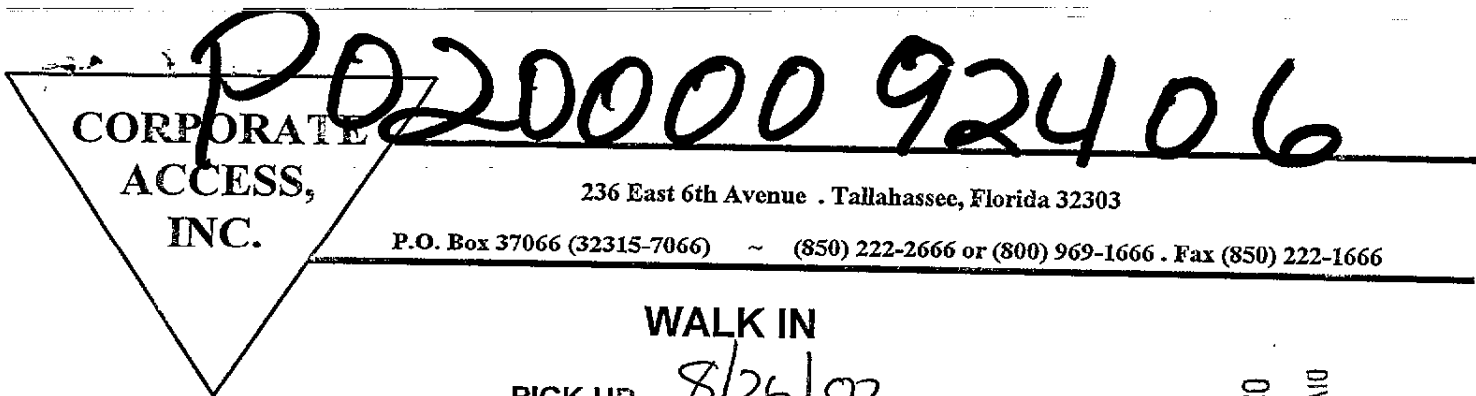 P02000092406
CORPORATE
ACCESS,
INC.
236 East 6th Avenue . Tallahassee, Florida 32303
P.O. Box 37066 (32315-7066) ~ (850) 222-2666 or (800) 969-1666 . Fax (850) 222-1666
WALK IN
PICK UP 8/26/02